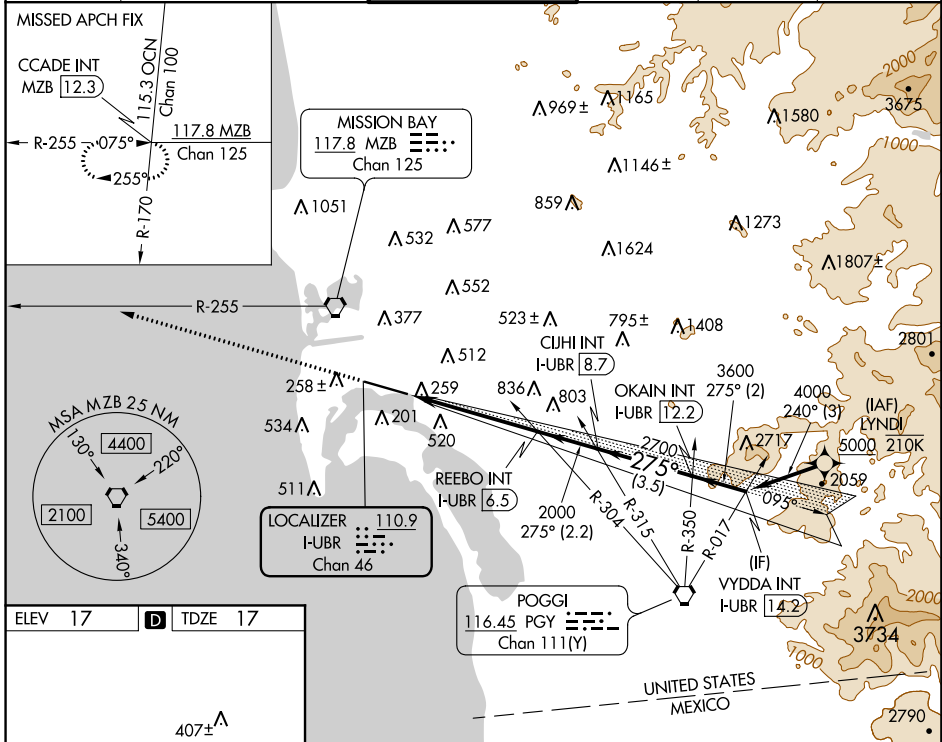 MISSED APCH FIX
CCADE INT
MZB 12.3
115.3 OCN
Chan 100
117.8 MZB
Chan 125
R-255
075°
255°
R-170
MISSION BAY
117.8 MZB
Chan 125
969±
1165
1580
3675
2000
1000
1146±
859
1051
532
577
1273
1624
1807±
552
R-255
377
523±
795±
1408
2801
CIJHI INT
I-UBR 8.7
512
3600
275° (2)
OKAIN INT
I-UBR 12.2
4000
240° (3)
(IAF)
LYNDI
5000 210K
258±
259
836
803
534
201
520
2700
2717
275°
(3.5)
2059
095°
MSA MZB 25 NM
130°
4400
220°
2100
5400
340°
511
REEBO INT
I-UBR 6.5
2000
275° (2.2)
R-304
R-315
R-350
R-017
LOCALIZER 110.9
I-UBR
Chan 46
(IF)
VYDDA INT
I-UBR 14.2
POGGI
116.45 PGY
Chan 111(Y)
2000
3734
1000
ELEV 17
D
TDZE 17
UNITED STATES
MEXICO
407±
2790